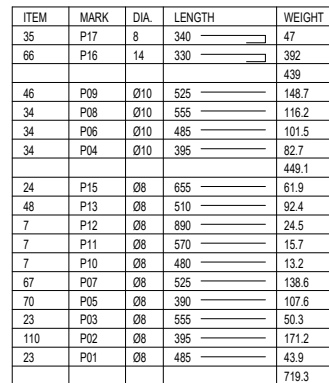 ITEM MARK DIA. LENGTH WEIGHT
35 P17 8 340 47
66 P16 14 330 392
439
46 P09 Ø10 525 148.7
34 P08 Ø10 555 116.2
34 P06 Ø10 485 101.5
34 P04 Ø10 395 82.7
449.1
24 P15 Ø8 655 61.9
48 P13 Ø8 510 92.4
7 P12 Ø8 890 24.5
7 P11 Ø8 570 15.7
7 P10 Ø8 480 13.2
67 P07 Ø8 525 138.6
70 P05 Ø8 390 107.6
23 P03 Ø8 555 50.3
110 P02 Ø8 395 171.2
23 P01 Ø8 485 43.9
719.3